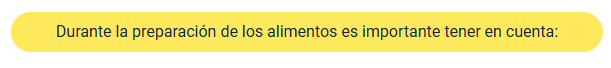 Durante la preparación de los alimentos es importante tener en cuenta: